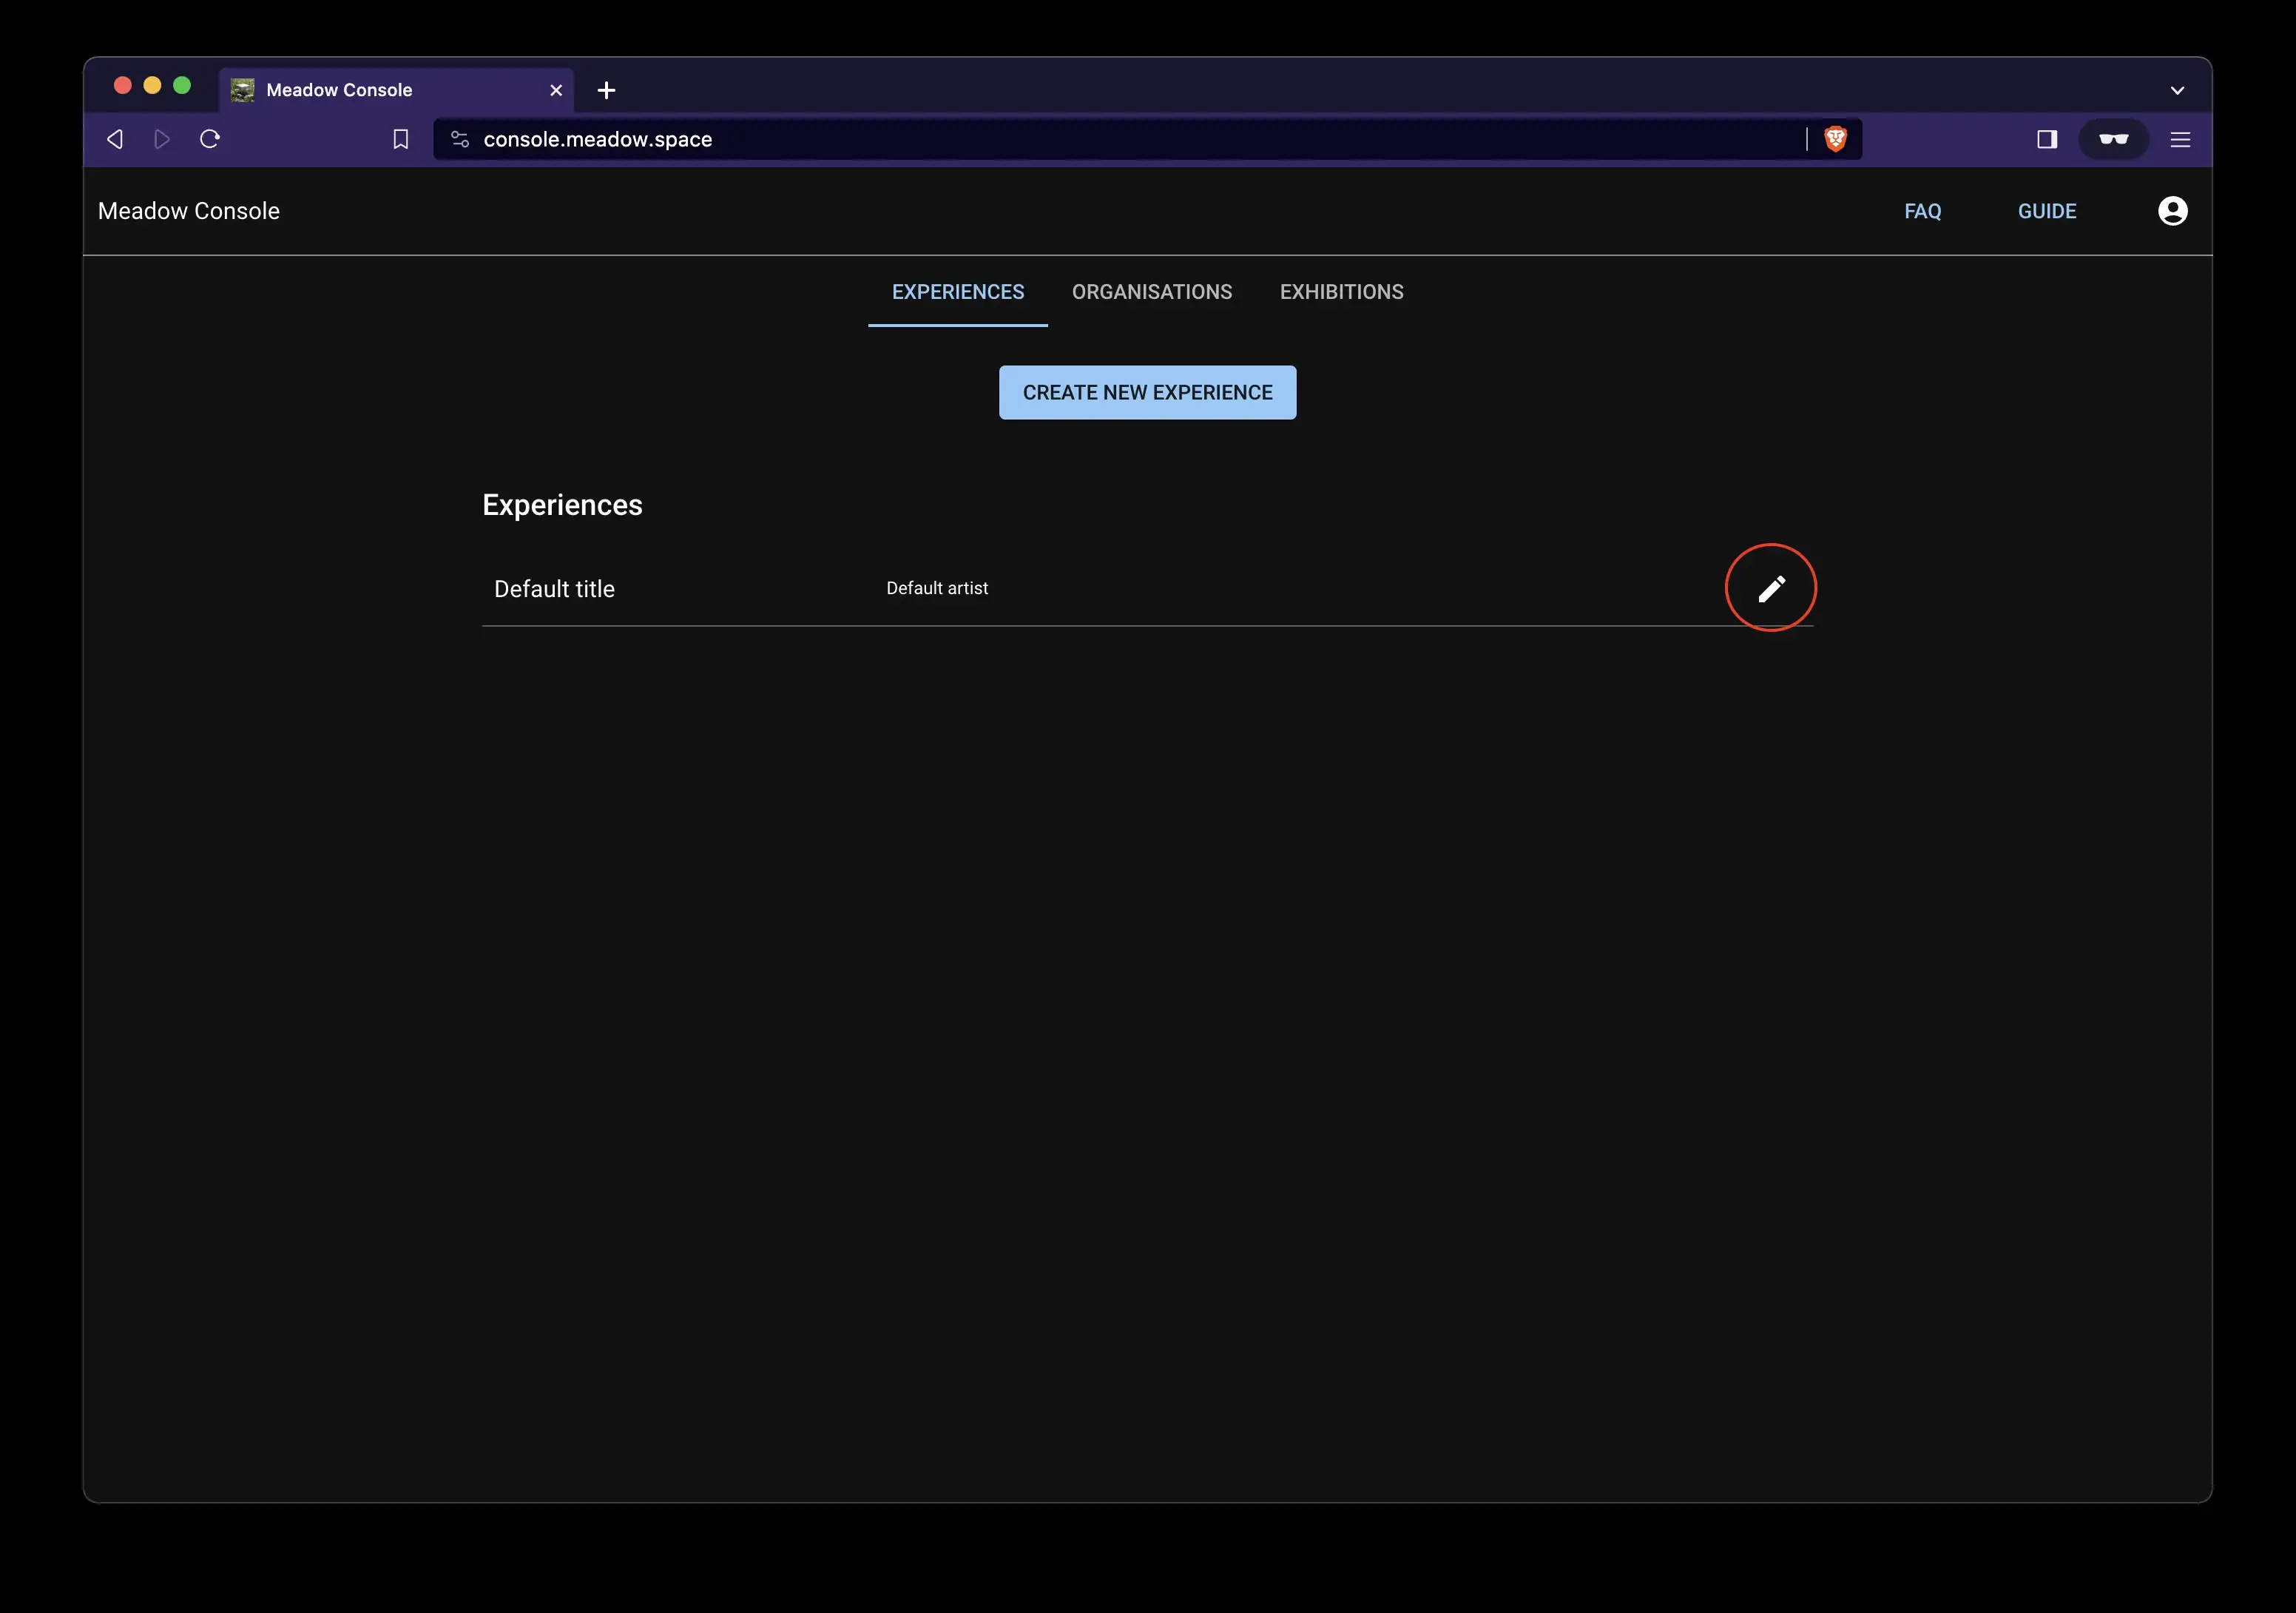 Meadow Console
console.meadow.space
Meadow Console
FAQ
GUIDE
EXPERIENCES
ORGANISATIONS
EXHIBITIONS
CREATE NEW EXPERIENCE
Experiences
Default title
Default artist